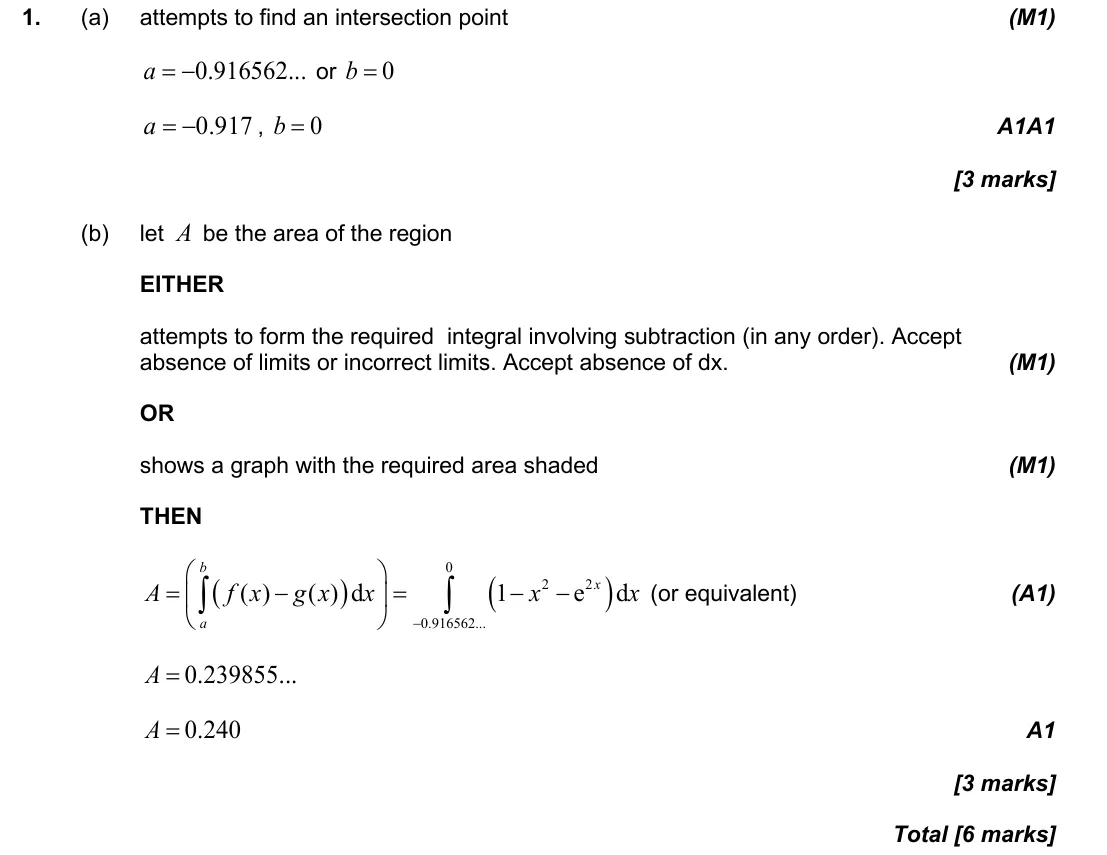 1. (a) attempts to find an intersection point (M1)
a = −0.916562... or b = 0
a = −0.917 , b = 0 A1A1
[3 marks]
(b) let A be the area of the region
EITHER
attempts to form the required integral involving subtraction (in any order). Accept
absence of limits or incorrect limits. Accept absence of dx. (M1)
OR
shows a graph with the required area shaded (M1)
THEN
A = (∫_a^b (f(x) − g(x)) dx) = ∫_{−0.916562...}^0 (1 − x² − e^{2x}) dx (or equivalent) (A1)
A = 0.239855...
A = 0.240 A1
[3 marks]
Total [6 marks]